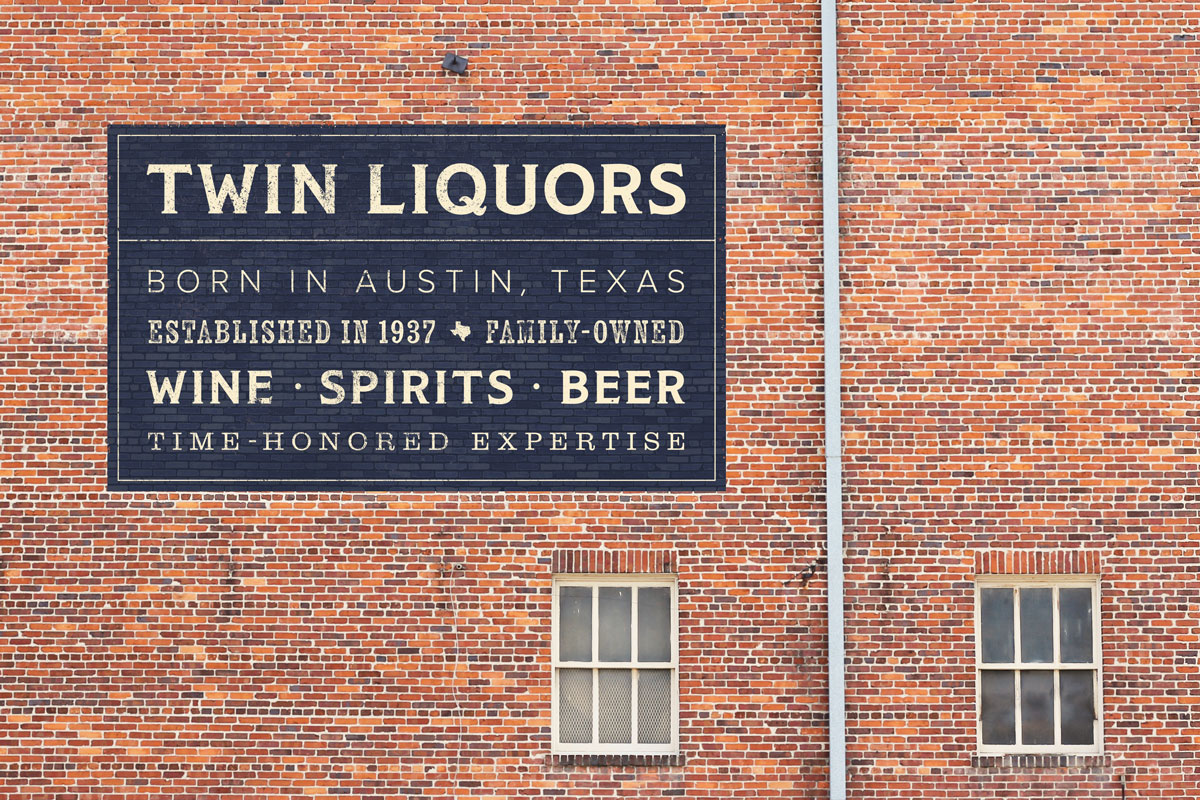 TWIN LIQUORS
BORN IN AUSTIN, TEXAS
ESTABLISHED IN 1937 FAMILY-OWNED
WINE · SPIRITS · BEER
TIME-HONORED EXPERTISE